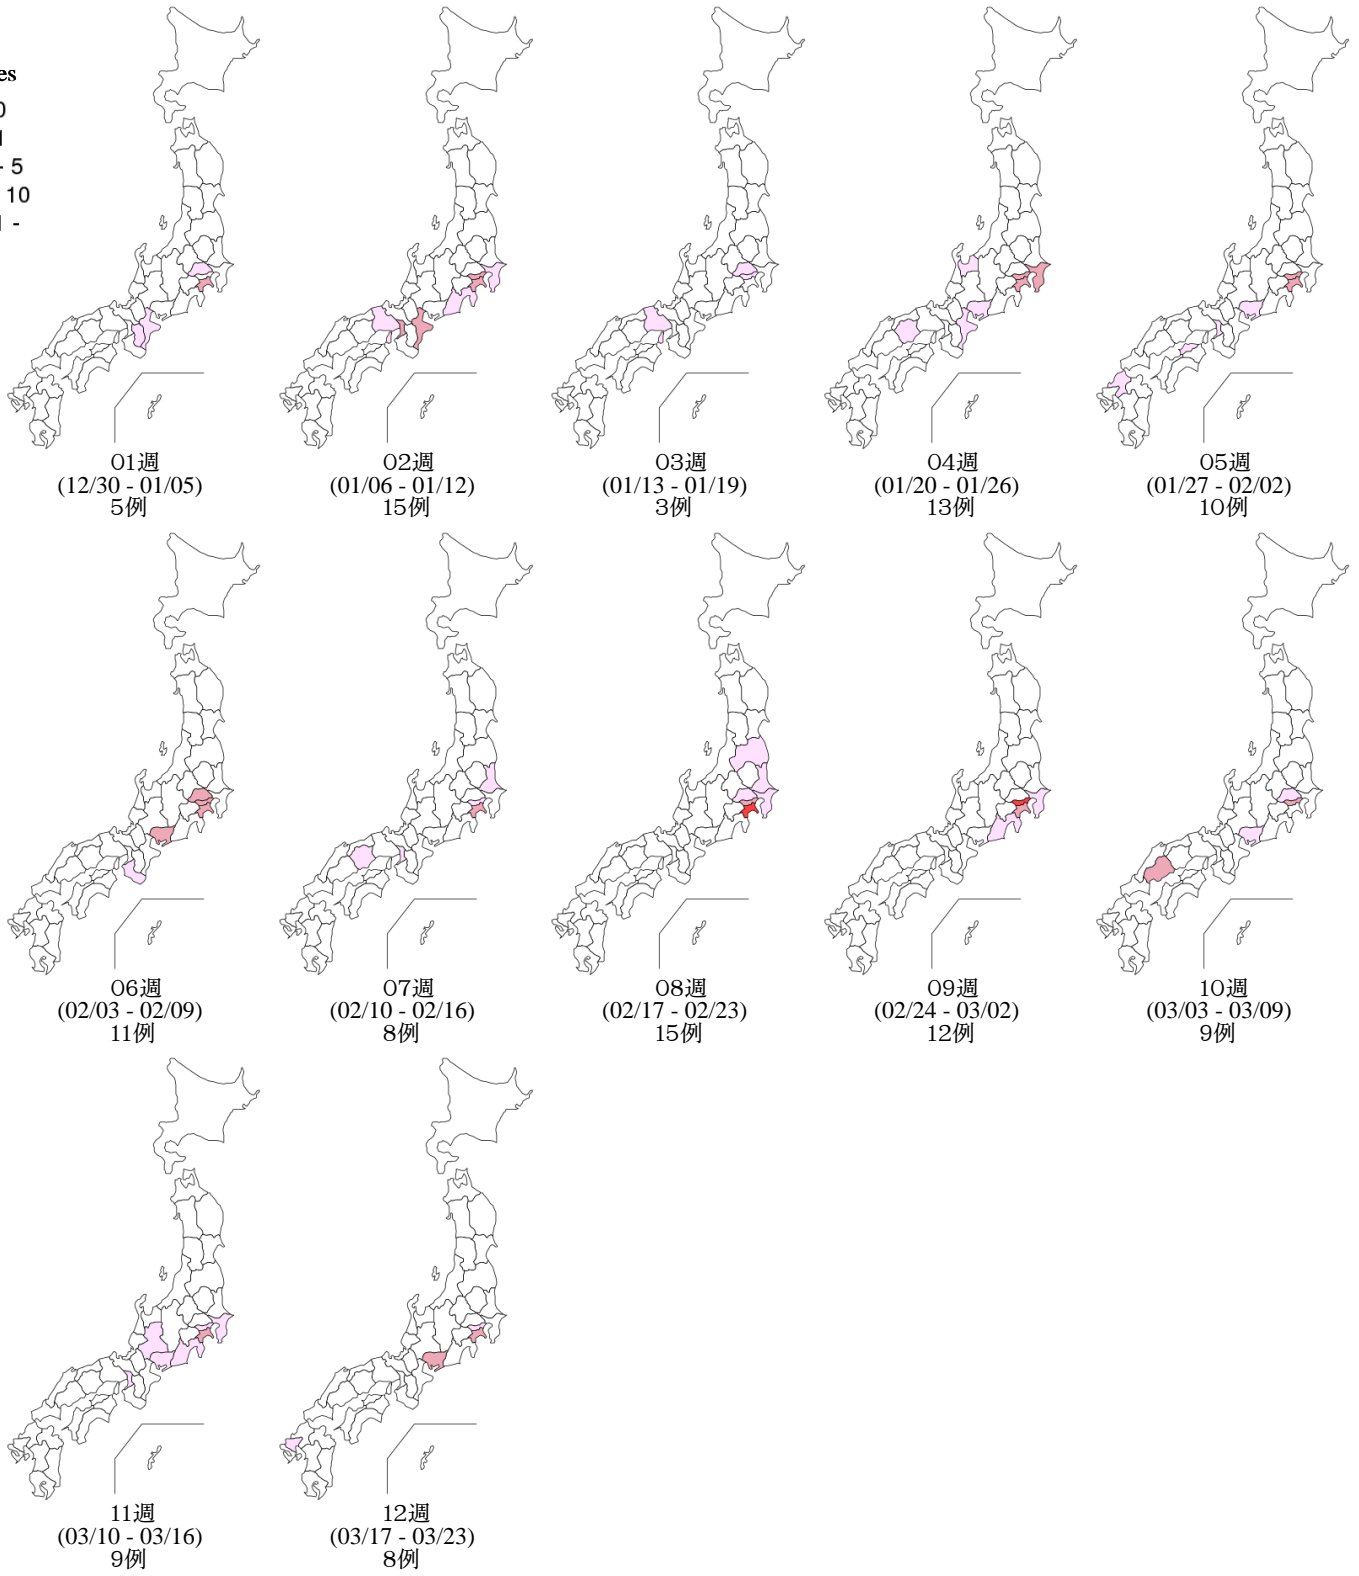 es
0
1
- 5
10
1 -
01週
(12/30 - 01/05)
5例
02週
(01/06 - 01/12)
15例
03週
(01/13 - 01/19)
3例
04週
(01/20 - 01/26)
13例
05週
(01/27 - 02/02)
10例
06週
(02/03 - 02/09)
11例
07週
(02/10 - 02/16)
8例
08週
(02/17 - 02/23)
15例
09週
(02/24 - 03/02)
12例
10週
(03/03 - 03/09)
9例
11週
(03/10 - 03/16)
9例
12週
(03/17 - 03/23)
8例